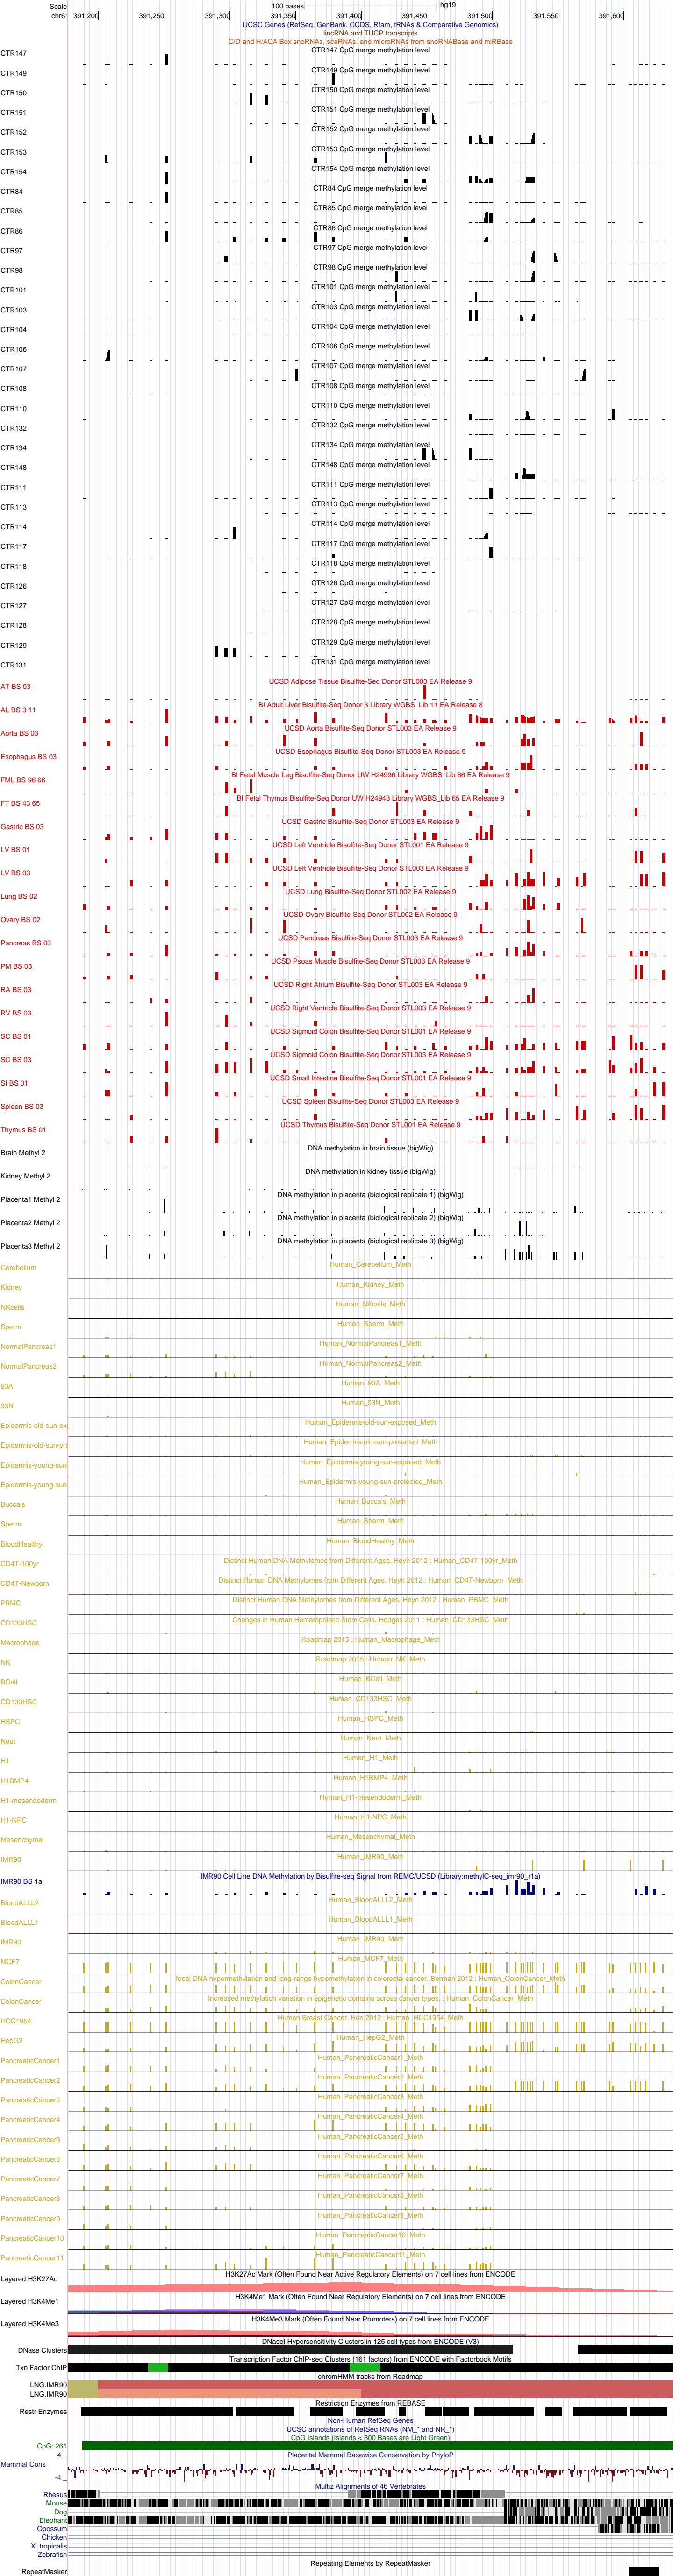 Scale 100 bases hg19
chr6: 391,200 391,250 391,300 391,350 391,400 391,450 391,500 391,550 391,600
UCSC Genes (RefSeq, GenBank, CCDS, Rfam, tRNAs & Comparative Genomics)
lincRNA and TUCP transcripts
C/D and H/ACA Box snoRNAs, scaRNAs, and microRNAs from snoRNABase and miRBase
CTR147 CpG merge methylation level
CTR147
CTR149 CpG merge methylation level
CTR149
CTR150 CpG merge methylation level
CTR150
CTR151 CpG merge methylation level
CTR151
CTR152 CpG merge methylation level
CTR152
CTR153 CpG merge methylation level
CTR153
CTR154 CpG merge methylation level
CTR154
CTR84 CpG merge methylation level
CTR84
CTR85 CpG merge methylation level
CTR85
CTR86 CpG merge methylation level
CTR86
CTR97 CpG merge methylation level
CTR97
CTR98 CpG merge methylation level
CTR98
CTR101 CpG merge methylation level
CTR101
CTR103 CpG merge methylation level
CTR103
CTR104 CpG merge methylation level
CTR104
CTR106 CpG merge methylation level
CTR106
CTR107 CpG merge methylation level
CTR107
CTR108 CpG merge methylation level
CTR108
CTR110 CpG merge methylation level
CTR110
CTR132 CpG merge methylation level
CTR132
CTR134 CpG merge methylation level
CTR134
CTR148 CpG merge methylation level
CTR148
CTR111 CpG merge methylation level
CTR111
CTR113 CpG merge methylation level
CTR113
CTR114 CpG merge methylation level
CTR114
CTR117 CpG merge methylation level
CTR117
CTR118 CpG merge methylation level
CTR118
CTR126 CpG merge methylation level
CTR126
CTR127 CpG merge methylation level
CTR127
CTR128 CpG merge methylation level
CTR128
CTR129 CpG merge methylation level
CTR129
CTR131 CpG merge methylation level
CTR131
UCSD Adipose Tissue Bisulfite-Seq Donor STL003 EA Release 9
AT BS 03
BI Adult Liver Bisulfite-Seq Donor 3 Library WGBS_Lib 11 EA Release 8
AL BS 3 11
UCSD Aorta Bisulfite-Seq Donor STL003 EA Release 9
Aorta BS 03
UCSD Esophagus Bisulfite-Seq Donor STL003 EA Release 9
Esophagus BS 03
BI Fetal Muscle Leg Bisulfite-Seq Donor UW H24996 Library WGBS_Lib 66 EA Release 9
FML BS 96 66
BI Fetal Thymus Bisulfite-Seq Donor UW H24943 Library WGBS_Lib 65 EA Release 9
FT BS 43 65
UCSD Gastric Bisulfite-Seq Donor STL003 EA Release 9
Gastric BS 03
UCSD Left Ventricle Bisulfite-Seq Donor STL001 EA Release 9
LV BS 01
UCSD Left Ventricle Bisulfite-Seq Donor STL003 EA Release 9
LV BS 03
UCSD Lung Bisulfite-Seq Donor STL002 EA Release 9
Lung BS 02
UCSD Ovary Bisulfite-Seq Donor STL002 EA Release 9
Ovary BS 02
UCSD Pancreas Bisulfite-Seq Donor STL003 EA Release 9
Pancreas BS 03
UCSD Psoas Muscle Bisulfite-Seq Donor STL003 EA Release 9
PM BS 03
UCSD Right Atrium Bisulfite-Seq Donor STL003 EA Release 9
RA BS 03
UCSD Right Ventricle Bisulfite-Seq Donor STL003 EA Release 9
RV BS 03
UCSD Sigmoid Colon Bisulfite-Seq Donor STL001 EA Release 9
SC BS 01
UCSD Sigmoid Colon Bisulfite-Seq Donor STL003 EA Release 9
SC BS 03
UCSD Small Intestine Bisulfite-Seq Donor STL001 EA Release 9
SI BS 01
UCSD Spleen Bisulfite-Seq Donor STL003 EA Release 9
Spleen BS 03
UCSD Thymus Bisulfite-Seq Donor STL001 EA Release 9
Thymus BS 01
DNA methylation in brain tissue (bigWig)
Brain Methyl 2
DNA methylation in kidney tissue (bigWig)
Kidney Methyl 2
DNA methylation in placenta (biological replicate 1) (bigWig)
Placenta1 Methyl 2
DNA methylation in placenta (biological replicate 2) (bigWig)
Placenta2 Methyl 2
DNA methylation in placenta (biological replicate 3) (bigWig)
Placenta3 Methyl 2
Human_Cerebellum_Meth
Cerebellum
Human_Kidney_Meth
Kidney
Human_NKcells_Meth
NKcells
Human_Sperm_Meth
Sperm
Human_NormalPancreas1_Meth
NormalPancreas1
Human_NormalPancreas2_Meth
NormalPancreas2
Human_93A_Meth
93A
Human_93N_Meth
93N
Human_Epidermis-old-sun-exposed_Meth
Epidermis-old-sun-ex
Human_Epidermis-old-sun-protected_Meth
Epidermis-old-sun-pr
Human_Epidermis-young-sun-exposed_Meth
Epidermis-young-sun
Human_Epidermis-young-sun-protected_Meth
Epidermis-young-sun
Human_Buccals_Meth
Buccals
Human_Sperm_Meth
Sperm
Human_BloodHealthy_Meth
BloodHealthy
Distinct Human DNA Methylomes from Different Ages, Heyn 2012 : Human_CD4T-100yr_Meth
CD4T-100yr
Distinct Human DNA Methylomes from Different Ages, Heyn 2012 : Human_CD4T-Newborn_Meth
CD4T-Newborn
Distinct Human DNA Methylomes from Different Ages, Heyn 2012 : Human_PBMC_Meth
PBMC
Changes in Human Hematopoietic Stem Cells, Hodges 2011 : Human_CD133HSC_Meth
CD133HSC
Roadmap 2015 : Human_Macrophage_Meth
Macrophage
Roadmap 2015 : Human_NK_Meth
NK
Human_BCell_Meth
BCell
Human_CD133HSC_Meth
CD133HSC
Human_HSPC_Meth
HSPC
Human_Neut_Meth
Neut
Human_H1_Meth
H1
Human_H1BMP4_Meth
H1BMP4
Human_H1-mesendoderm_Meth
H1-mesendoderm
Human_H1-NPC_Meth
H1-NPC
Human_Mesenchymal_Meth
Mesenchymal
Human_IMR90_Meth
IMR90
IMR90 Cell Line DNA Methylation by Bisulfite-seq Signal from REMC/UCSD (Library:methylC-seq_imr90_r1a)
IMR90 BS 1a
Human_BloodALLL2_Meth
BloodALLL2
Human_BloodALLL1_Meth
BloodALLL1
Human_IMR90_Meth
IMR90
Human_MCF7_Meth
MCF7
focal DNA hypermethylation and long-range hypomethylation in colorectal cancer, Berman 2012 : Human_ColonCancer_Meth
ColonCancer
Increased methylation variation in epigenetic domains across cancer types, : Human_ColonCancer_Meth
ColonCancer
Human Breast Cancer, Hon 2012 : Human_HCC1954_Meth
HCC1954
Human_HepG2_Meth
HepG2
Human_PancreaticCancer1_Meth
PancreaticCancer1
Human_PancreaticCancer2_Meth
PancreaticCancer2
Human_PancreaticCancer3_Meth
PancreaticCancer3
Human_PancreaticCancer4_Meth
PancreaticCancer4
Human_PancreaticCancer5_Meth
PancreaticCancer5
Human_PancreaticCancer6_Meth
PancreaticCancer6
Human_PancreaticCancer7_Meth
PancreaticCancer7
Human_PancreaticCancer8_Meth
PancreaticCancer8
Human_PancreaticCancer9_Meth
PancreaticCancer9
Human_PancreaticCancer10_Meth
PancreaticCancer10
Human_PancreaticCancer11_Meth
PancreaticCancer11
H3K27Ac Mark (Often Found Near Active Regulatory Elements) on 7 cell lines from ENCODE
Layered H3K27Ac
H3K4Me1 Mark (Often Found Near Regulatory Elements) on 7 cell lines from ENCODE
Layered H3K4Me1
H3K4Me3 Mark (Often Found Near Promoters) on 7 cell lines from ENCODE
Layered H3K4Me3
DNaseI Hypersensitivity Clusters in 125 cell types from ENCODE (V3)
DNase Clusters
Transcription Factor ChIP-seq Clusters (161 factors) from ENCODE with Factorbook Motifs
Txn Factor ChIP
chromHMM tracks from Roadmap
LNG.IMR90
LNG.IMR90
Restriction Enzymes from REBASE
Restr Enzymes
Non-Human RefSeq Genes
UCSC annotations of RefSeq RNAs (NM_* and NR_*)
CpG Islands (Islands < 300 Bases are Light Green)
CpG: 261
4 _
Placental Mammal Basewise Conservation by PhyloP
Mammal Cons
-4 _
Multiz Alignments of 46 Vertebrates
Rhesus
Mouse
Dog
Elephant
Opossum
Chicken
X_tropicalis
Zebrafish
Repeating Elements by RepeatMasker
RepeatMasker